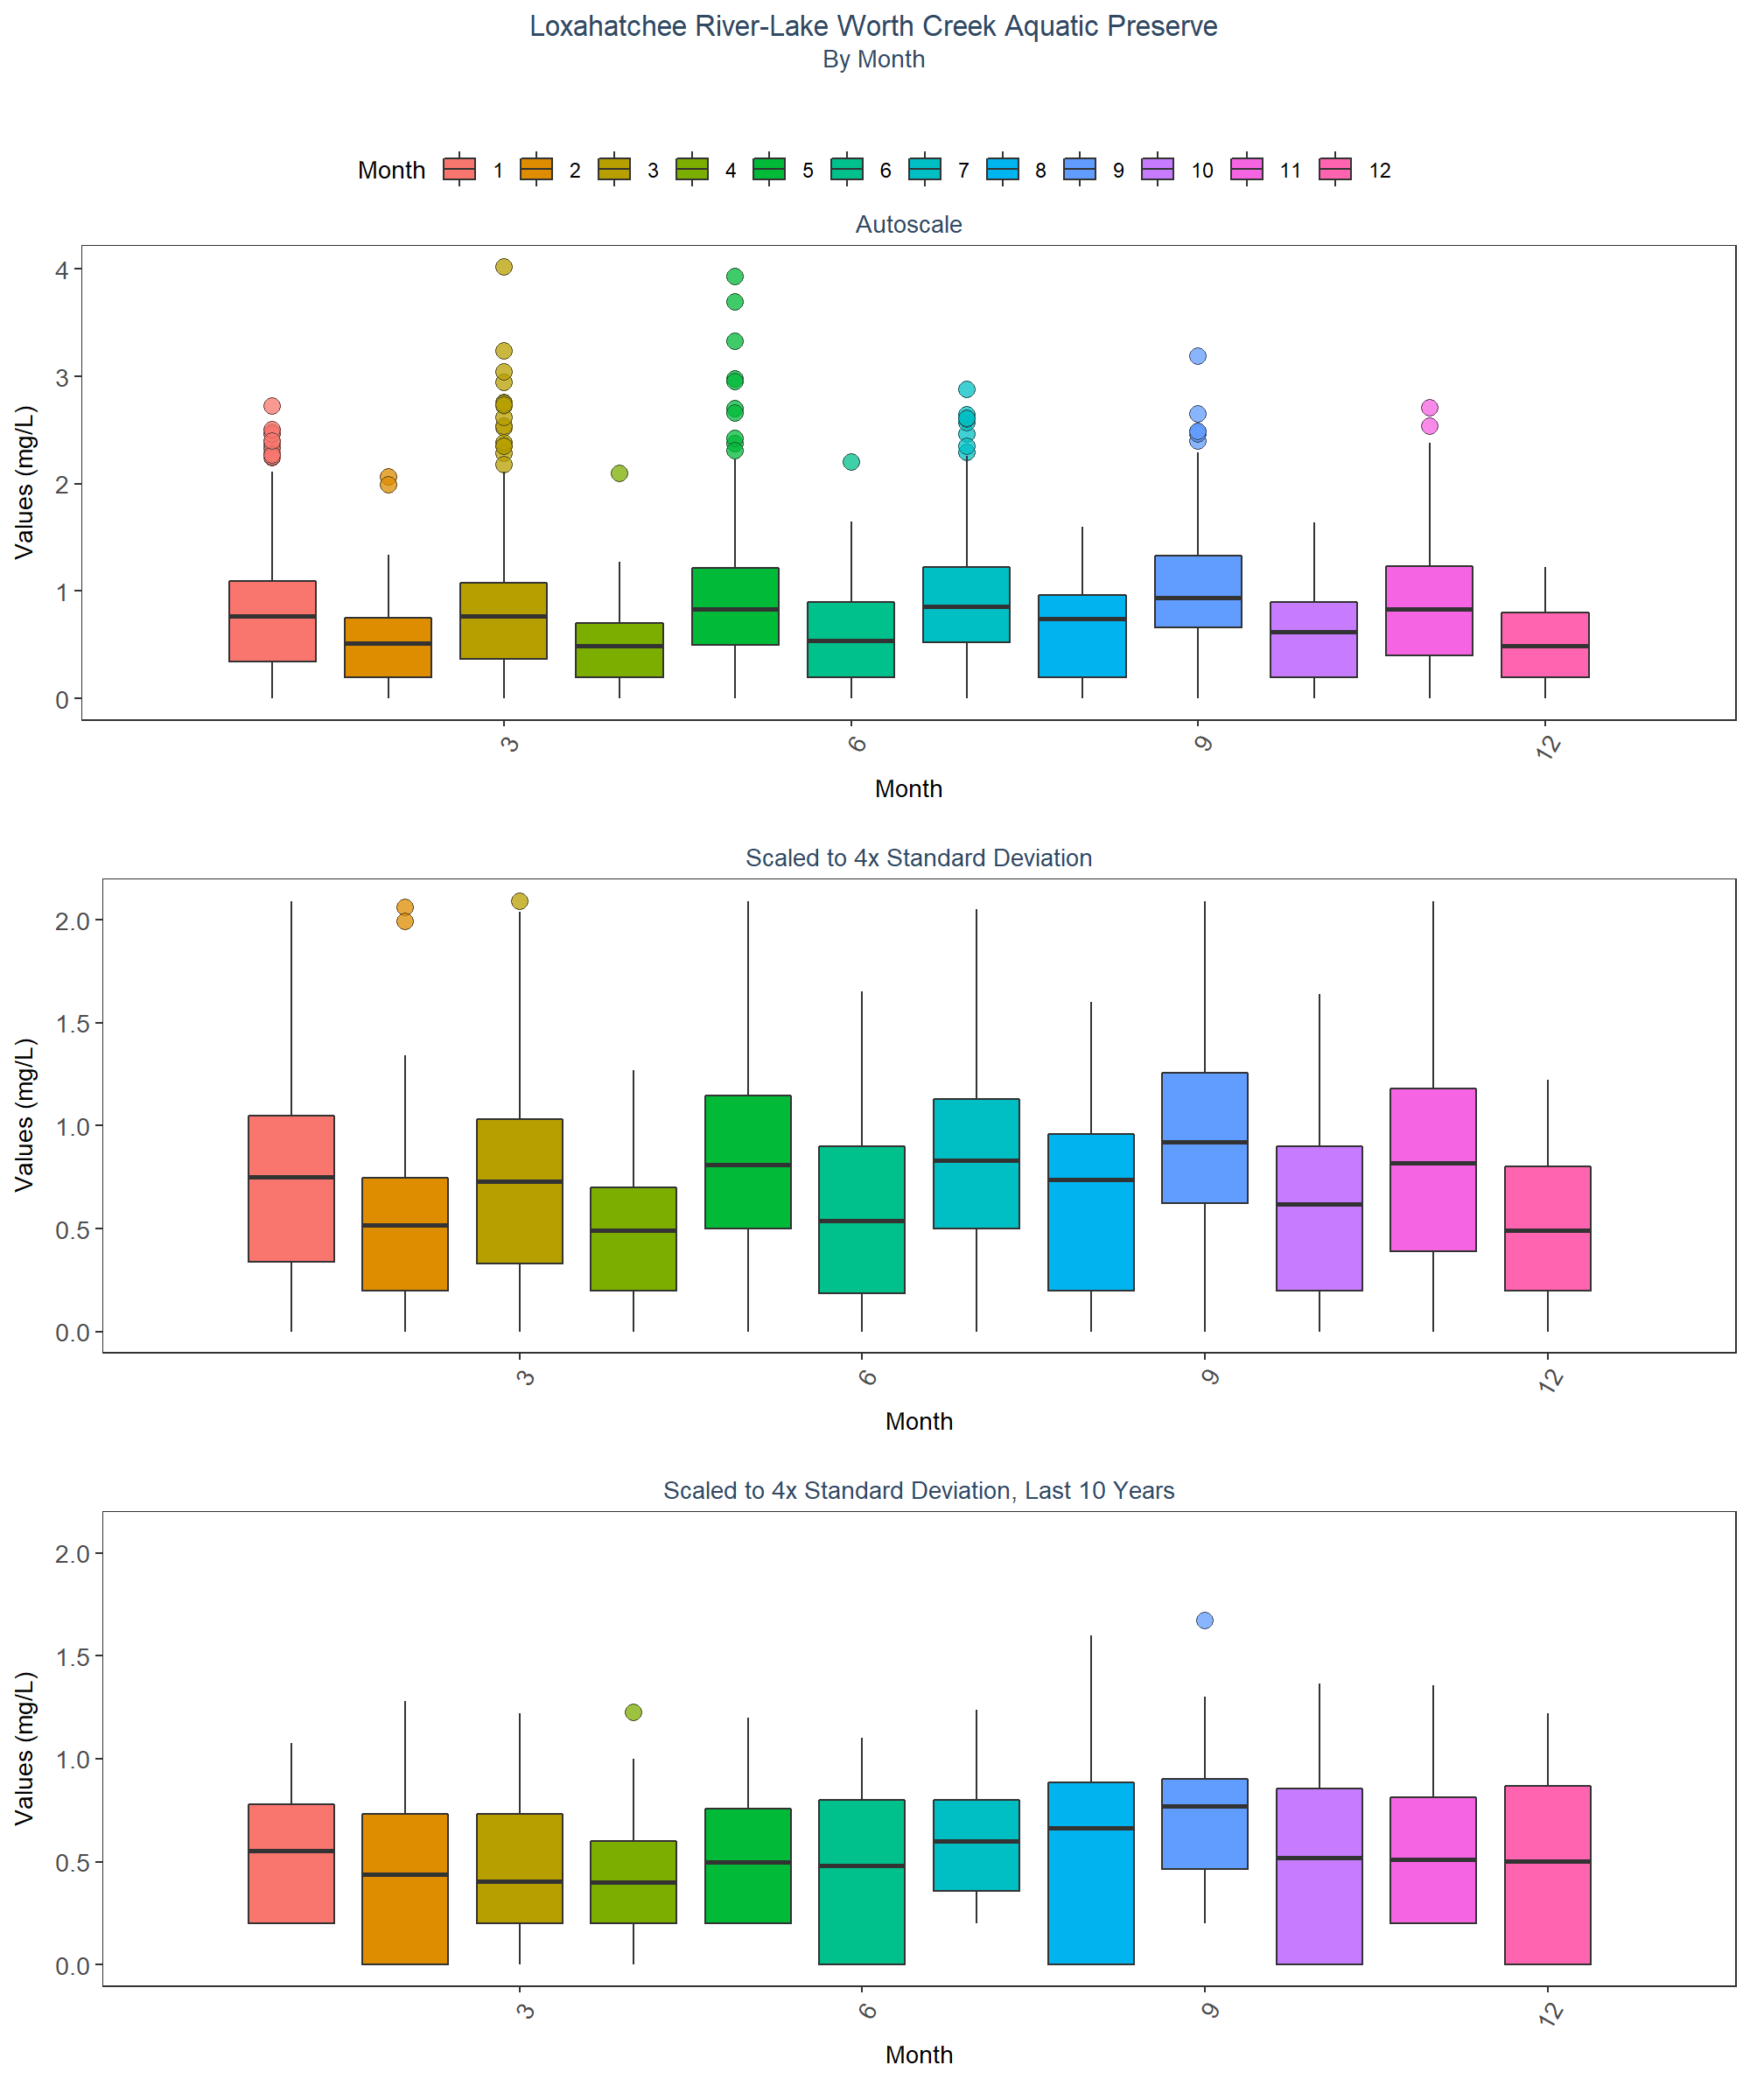 Loxahatchee River-Lake Worth Creek Aquatic Preserve
By Month
Month 1 2 3 4 5 6 7 8 9 10 11 12
Autoscale
Values (mg/L)
4
3
2
1
0
3 6 9 12
Month
Scaled to 4x Standard Deviation
Values (mg/L)
2.0
1.5
1.0
0.5
0.0
3 6 9 12
Month
Scaled to 4x Standard Deviation, Last 10 Years
Values (mg/L)
2.0
1.5
1.0
0.5
0.0
3 6 9 12
Month